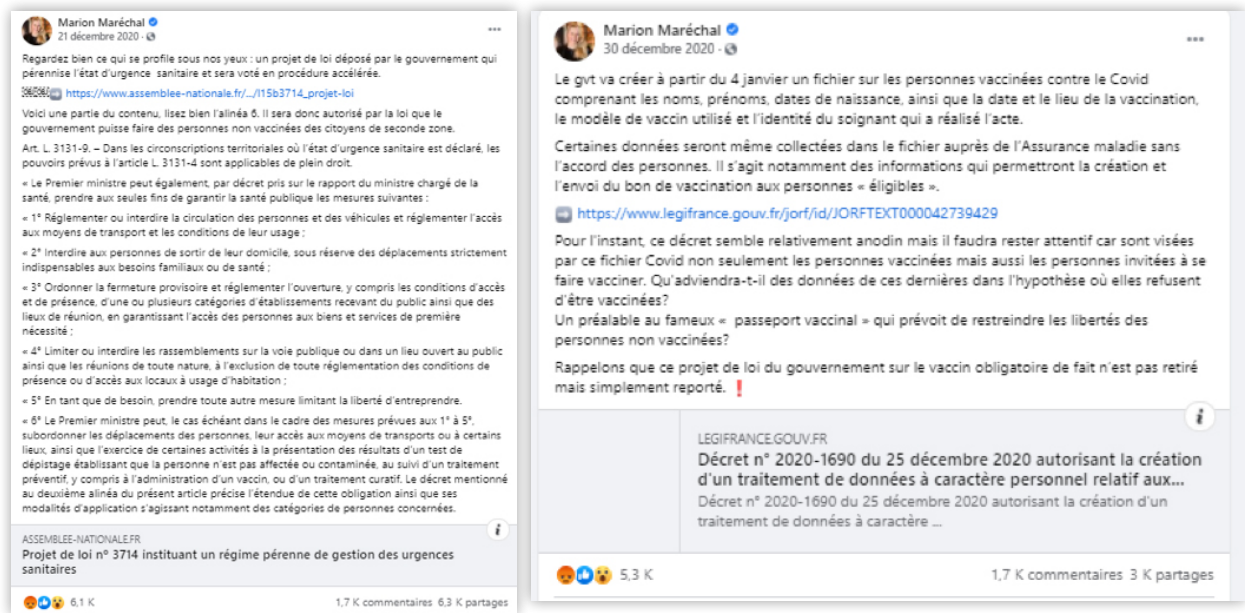 Marion Maréchal
21 décembre 2020
Regardez bien ce qui se profile sous nos yeux : un projet de loi déposé par le gouvernement qui
pérennise l'état d'urgence sanitaire et sera voté en procédure accélérée.
https://www.assemblee-nationale.fr/.../l15b3714_projet-loi
Voici une partie du contenu, lisez bien l'alinéa 6. Il sera donc autorisé par la loi que le
gouvernement puisse faire des personnes non vaccinées des citoyens de seconde zone.
Art. L. 3131-9. – Dans les circonscriptions territoriales où l'état d'urgence sanitaire est déclaré, les
pouvoirs prévus à l'article L. 3131-4 sont applicables de plein droit.
« Le Premier ministre peut également, par décret pris sur le rapport du ministre chargé de la
santé, prendre aux seules fins de garantir la santé publique les mesures suivantes :
« 1° Réglementer ou interdire la circulation des personnes et des véhicules et réglementer l'accès
aux moyens de transport et les conditions de leur usage ;
« 2° Interdire aux personnes de sortir de leur domicile, sous réserve des déplacements strictement
indispensables aux besoins familiaux ou de santé ;
« 3° Ordonner la fermeture provisoire et réglementer l'ouverture, y compris les conditions d'accès
et de présence, d'une ou plusieurs catégories d'établissements recevant du public ainsi que des
lieux de réunion, en garantissant l'accès des personnes aux biens et services de première
nécessité ;
« 4° Limiter ou interdire les rassemblements sur la voie publique ou dans un lieu ouvert au public
ainsi que les réunions de toute nature, à l'exclusion de toute réglementation des conditions de
présence ou d'accès aux locaux à usage d'habitation ;
« 5° En tant que de besoin, prendre toute autre mesure limitant la liberté d'entreprendre.
« 6° Le Premier ministre peut, le cas échéant dans le cadre des mesures prévues aux 1° à 5°,
subordonner les déplacements des personnes, leur accès aux moyens de transports ou à certains
lieux, ainsi que l'exercice de certaines activités à la présentation des résultats d'un test de
dépistage établissant que la personne n'est pas affectée ou contaminée, au suivi d'un traitement
préventif, y compris à l'administration d'un vaccin, ou d'un traitement curatif. Le décret mentionné
au deuxième alinéa du présent article précise l'étendue de cette obligation ainsi que ses
modalités d'application s'agissant notamment des catégories de personnes concernées.
ASSEMBLEE-NATIONALE.FR
Projet de loi n° 3714 instituant un régime pérenne de gestion des urgences
sanitaires
6,1 K
1,7 K commentaires 6,3 K partages
Marion Maréchal
30 décembre 2020
Le gvt va créer à partir du 4 janvier un fichier sur les personnes vaccinées contre le Covid
comprenant les noms, prénoms, dates de naissance, ainsi que la date et le lieu de la vaccination,
le modèle de vaccin utilisé et l'identité du soignant qui a réalisé l'acte.
Certaines données seront même collectées dans le fichier auprès de l'Assurance maladie sans
l'accord des personnes. Il s'agit notamment des informations qui permettront la création et
l'envoi du bon de vaccination aux personnes « éligibles ».
https://www.legifrance.gouv.fr/jorf/id/JORFTEXT000042739429
Pour l'instant, ce décret semble relativement anodin mais il faudra rester attentif car sont visées
par ce fichier Covid non seulement les personnes vaccinées mais aussi les personnes invitées à se
faire vacciner. Qu'adviendra-t-il des données de ces dernières dans l'hypothèse où elles refusent
d'être vaccinées?
Un préalable au fameux « passeport vaccinal » qui prévoit de restreindre les libertés des
personnes non vaccinées?
Rappelons que ce projet de loi du gouvernement sur le vaccin obligatoire de fait n'est pas retiré
mais simplement reporté. ❗
LEGIFRANCE.GOUV.FR
Décret n° 2020-1690 du 25 décembre 2020 autorisant la création
d'un traitement de données à caractère personnel relatif aux...
Décret n° 2020-1690 du 25 décembre 2020 autorisant la création d'un
traitement de données à caractère ...
5,3 K
1,7 K commentaires 3 K partages